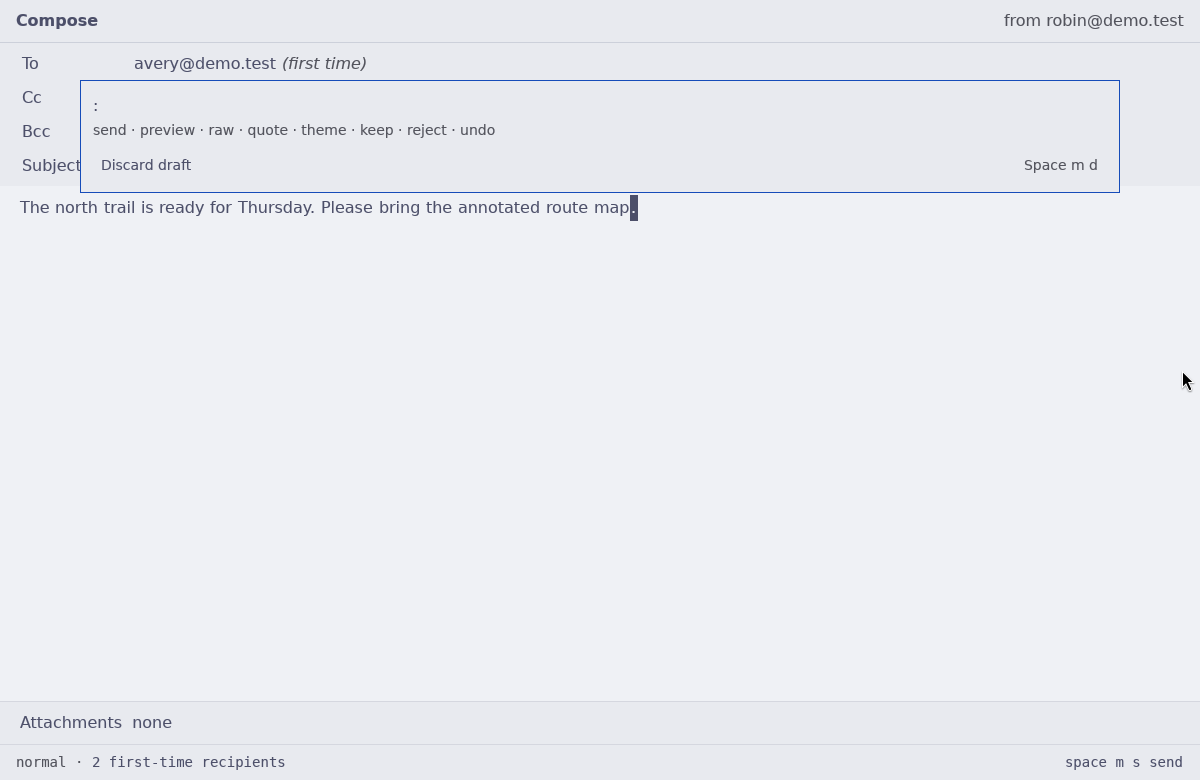 Compose from robin@demo.test
To avery@demo.test (first time)
Cc
:
send · preview · raw · quote · theme · keep · reject · undo
Bcc
Subject Discard draft Space m d
The north trail is ready for Thursday. Please bring the annotated route map.
Attachments none
normal · 2 first-time recipients space m s send